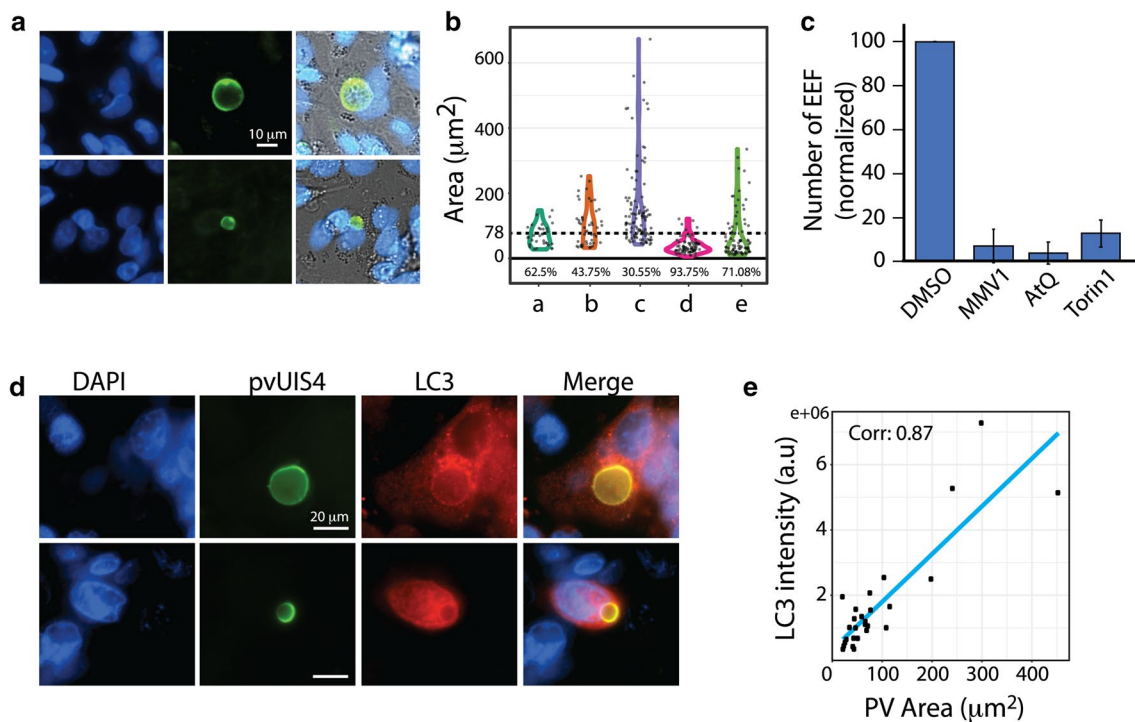 a
10 μm
b
Area (μm²)
600
400
200
78
0
62.5% 43.75% 30.55% 93.75% 71.08%
a b c d e
c
Number of EEF
(normalized)
100
80
60
40
20
0
DMSO
MMV1
AtQ
Torin1
d
DAPI pvUIS4 LC3 Merge
20 μm
e
e+06
Corr: 0.87
LC3 intensity (a.u)
6
4
2
0 100 200 300 400
PV Area (μm²)